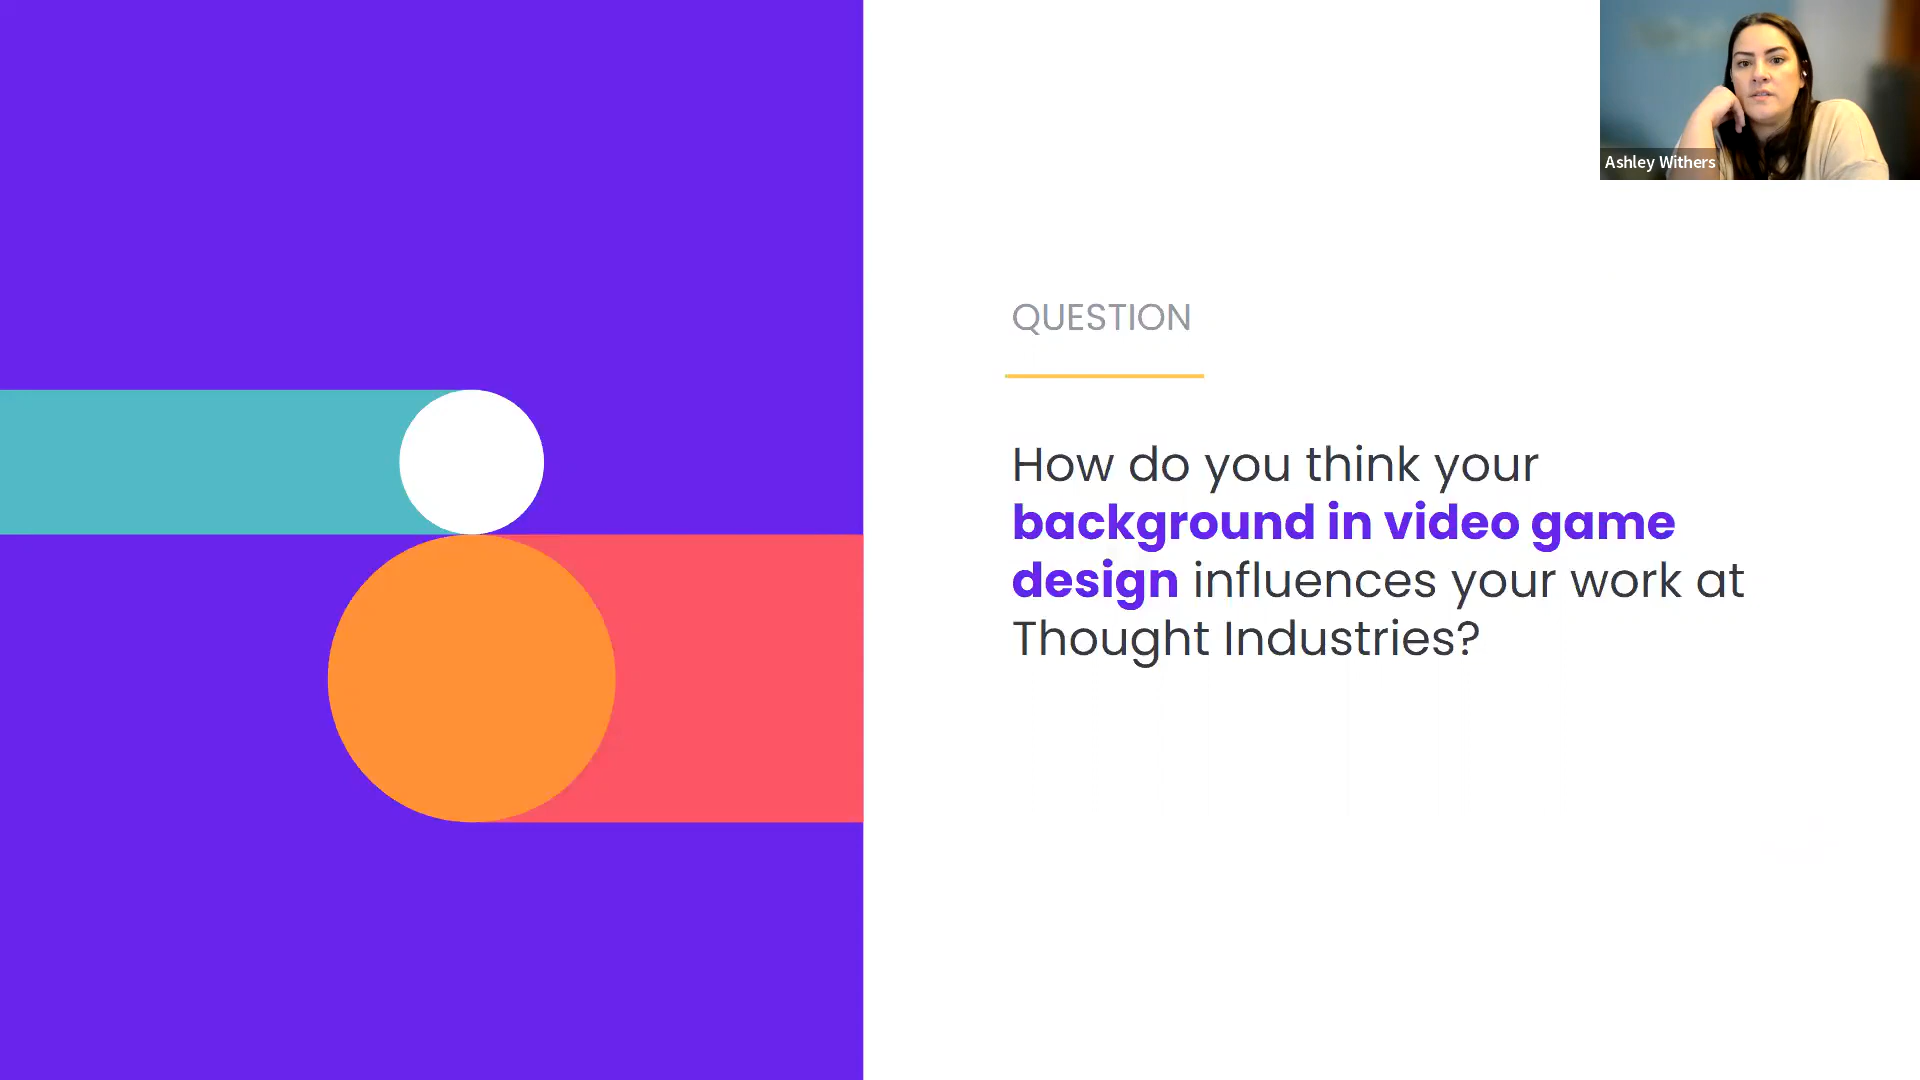 Ashley Withers
QUESTION
How do you think your
background in video game
design influences your work at
Thought Industries?